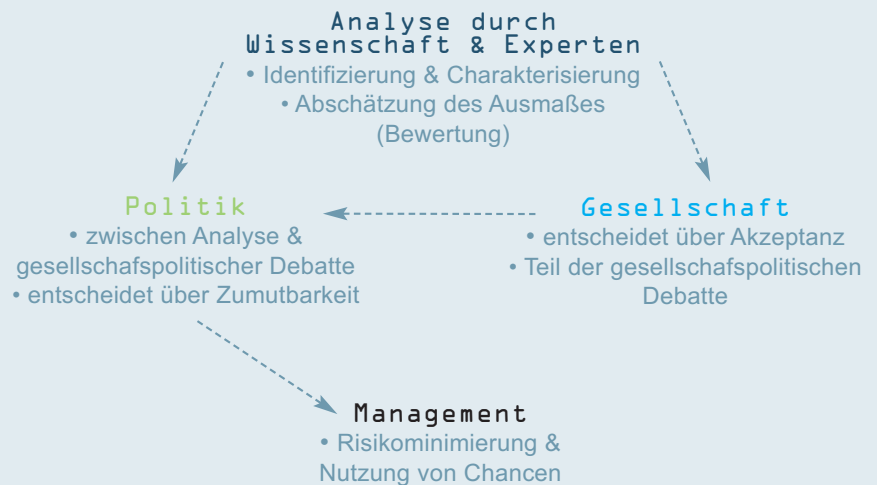 Analyse durch
Wissenschaft & Experten
• Identifizierung & Charakterisierung
• Abschätzung des Ausmaßes
(Bewertung)
Politik
• zwischen Analyse &
gesellschafspolitischer Debatte
• entscheidet über Zumutbarkeit
Gesellschaft
• entscheidet über Akzeptanz
• Teil der gesellschafspolitischen
Debatte
Management
• Risikominimierung &
Nutzung von Chancen